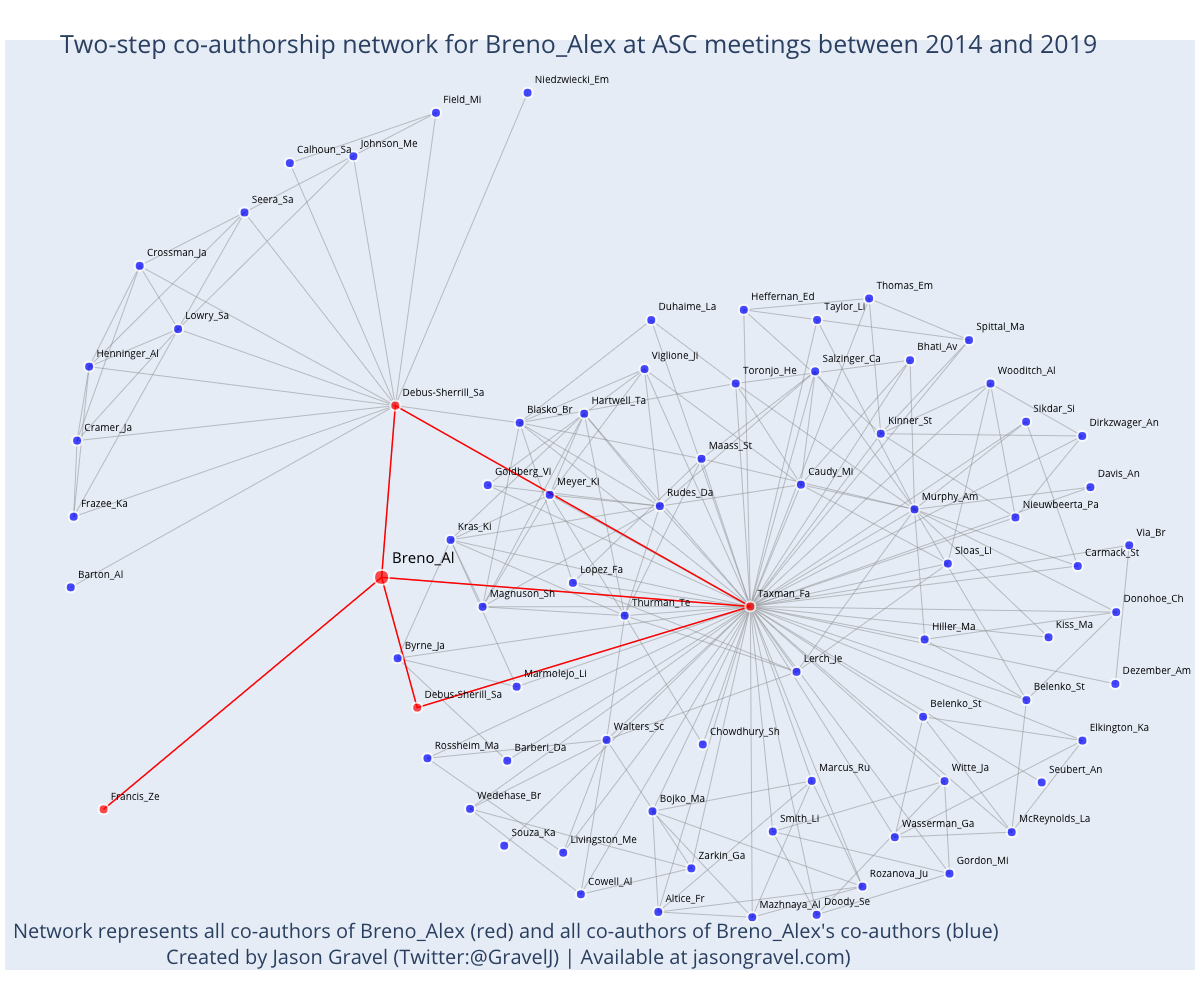 Two-step co-authorship network for Breno_Alex at ASC meetings between 2014 and 2019
Niedzwiecki_Em
Field_Mi
Calhoun_Sa
Johnson_Me
Seera_Sa
Crossman_Ja
Lowry_Sa
Henninger_Al
Cramer_Ja
Frazee_Ka
Barton_Al
Debus-Sherrill_Sa
Duhaime_La
Heffernan_Ed
Thomas_Em
Taylor_Li
Spittal_Ma
Viglione_Ji
Toronjo_He
Salzinger_Ca
Bhati_Av
Wooditch_Al
Blasko_Br
Hartwell_Ta
Kinner_St
Sikdar_Si
Dirkzwager_An
Maass_St
Goldberg_Vi
Meyer_Ki
Rudes_Da
Caudy_Mi
Murphy_Am
Davis_An
Nieuwbeerta_Pa
Kras_Ki
Via_Br
Breno_Al
Sloas_Li
Carmack_St
Lopez_Fa
Magnuson_Sh
Thurman_Te
Taxman_Fa
Donohoe_Ch
Hiller_Ma
Kiss_Ma
Byrne_Ja
Marmolejo_Li
Lerch_Je
Dezember_Am
Debus-Sherill_Sa
Belenko_St
Belenko_St
Rossheim_Ma
Barberi_Da
Walters_Sc
Chowdhury_Sh
Elkington_Ka
Francis_Ze
Wedehase_Br
Bojko_Ma
Marcus_Ru
Witte_Ja
Seubert_An
Souza_Ka
Livingston_Me
Smith_Li
Wasserman_Ga
McReynolds_La
Zarkin_Ga
Cowell_Al
Rozanova_Ju
Gordon_Mi
Altice_Fr
Mazhnaya_Al
Doody_Se
Network represents all co-authors of Breno_Alex (red) and all co-authors of Breno_Alex's co-authors (blue)
Created by Jason Gravel (Twitter:@GravelJ) | Available at jasongravel.com)